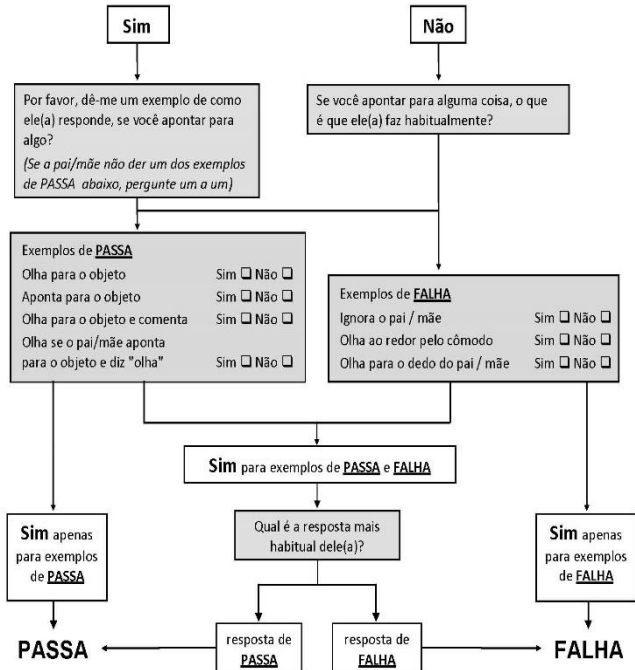 Sim
Não
Por favor, dê-me um exemplo de como
ele(a) responde, se você apontar para
algo?
(Se a pai/mãe não der um dos exemplos
de PASSA abaixo, pergunte um a um)
Se você apontar para alguma coisa, o que
é que ele(a) faz habitualmente?
Exemplos de PASSA
Olha para o objeto Sim ❑ Não ❑
Aponta para o objeto Sim ❑ Não ❑
Olha para o objeto e comenta Sim ❑ Não ❑
Olha se o pai/mãe aponta
para o objeto e diz "olha" Sim ❑ Não ❑
Exemplos de FALHA
Ignora o pai / mãe Sim ❑ Não ❑
Olha ao redor pelo cômodo Sim ❑ Não ❑
Olha para o dedo do pai / mãe Sim ❑ Não ❑
Sim para exemplos de PASSA e FALHA
Qual é a resposta mais
habitual dele(a)?
Sim apenas
para exemplos
de PASSA
Sim apenas
para exemplos
de FALHA
resposta de
PASSA
resposta de
FALHA
PASSA
FALHA